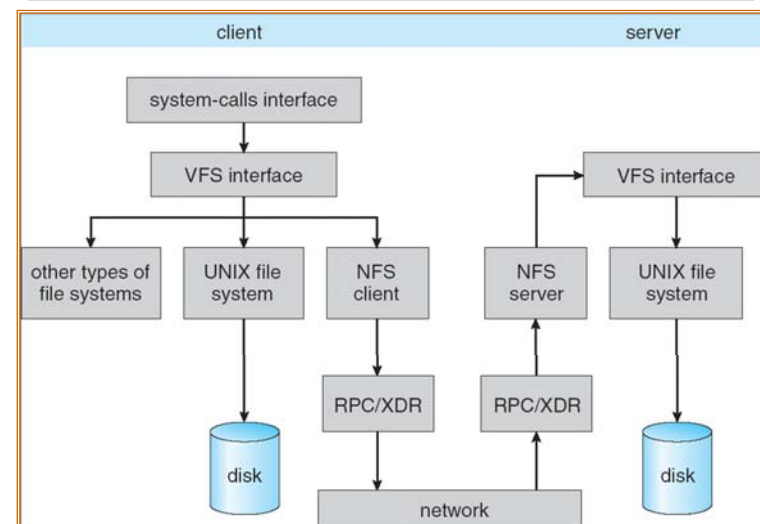 client
server
system-calls interface
VFS interface
VFS interface
other types of
file systems
UNIX file
system
NFS
client
NFS
server
UNIX file
system
RPC/XDR
RPC/XDR
disk
disk
network